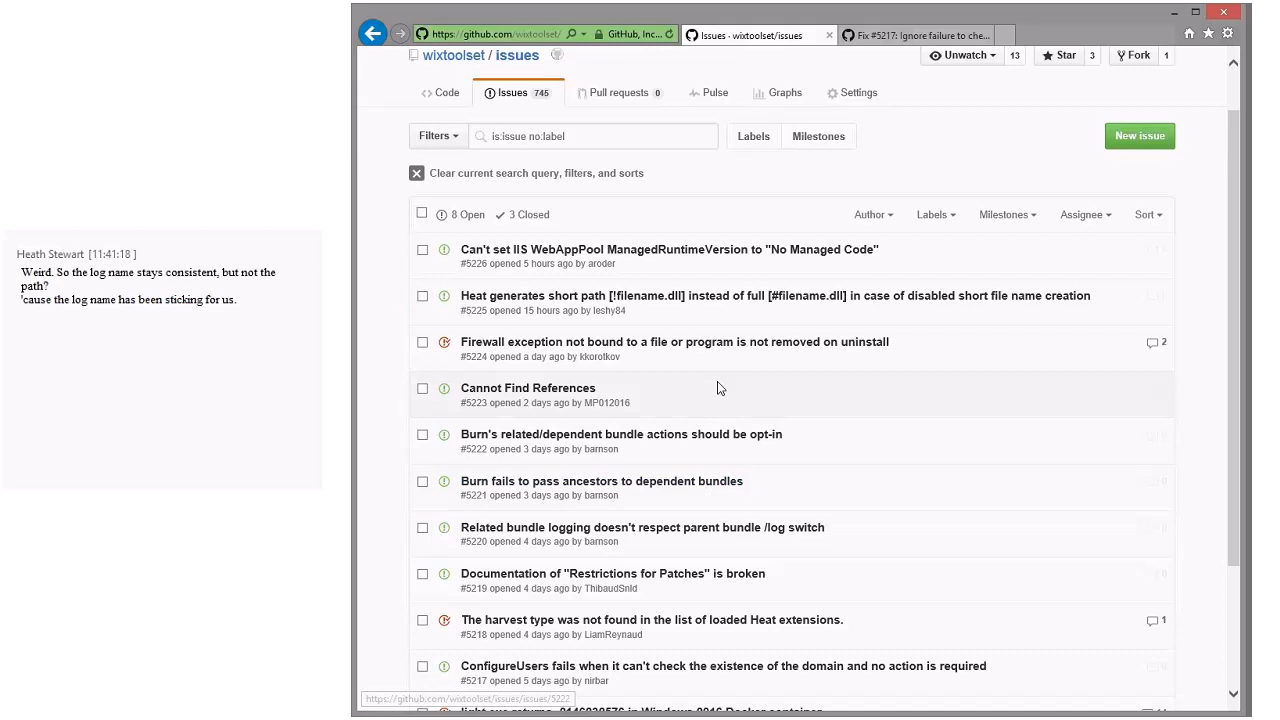 https://github.com/wixtoolset/
GitHub, Inc...
Issues · wixtoolset/issues
Fix #5217: Ignore failure to che...
wixtoolset / issues
Unwatch 13
Star 3
Fork 1
Code
Issues 745
Pull requests 0
Pulse
Graphs
Settings
Filters
is:issue no:label
Labels
Milestones
New issue
Clear current search query, filters, and sorts
8 Open
3 Closed
Author
Labels
Milestones
Assignee
Sort
Heath Stewart [11:41:18 ]
Weird. So the log name stays consistent, but not the
path?
'cause the log name has been sticking for us.
Can't set IIS WebAppPool ManagedRuntimeVersion to "No Managed Code"
#5226 opened 5 hours ago by aroder
Heat generates short path [!filename.dll] instead of full [#filename.dll] in case of disabled short file name creation
#5225 opened 15 hours ago by leshy84
Firewall exception not bound to a file or program is not removed on uninstall
2
#5224 opened a day ago by kkorotkov
Cannot Find References
#5223 opened 2 days ago by MP012016
Burn's related/dependent bundle actions should be opt-in
#5222 opened 3 days ago by barnson
Burn fails to pass ancestors to dependent bundles
#5221 opened 3 days ago by barnson
Related bundle logging doesn't respect parent bundle /log switch
#5220 opened 4 days ago by barnson
Documentation of "Restrictions for Patches" is broken
#5219 opened 4 days ago by ThibaudSnld
The harvest type was not found in the list of loaded Heat extensions.
1
#5218 opened 4 days ago by LiamReynaud
ConfigureUsers fails when it can't check the existence of the domain and no action is required
#5217 opened 5 days ago by nirbar
https://github.com/wixtoolset/issues/issues/5222